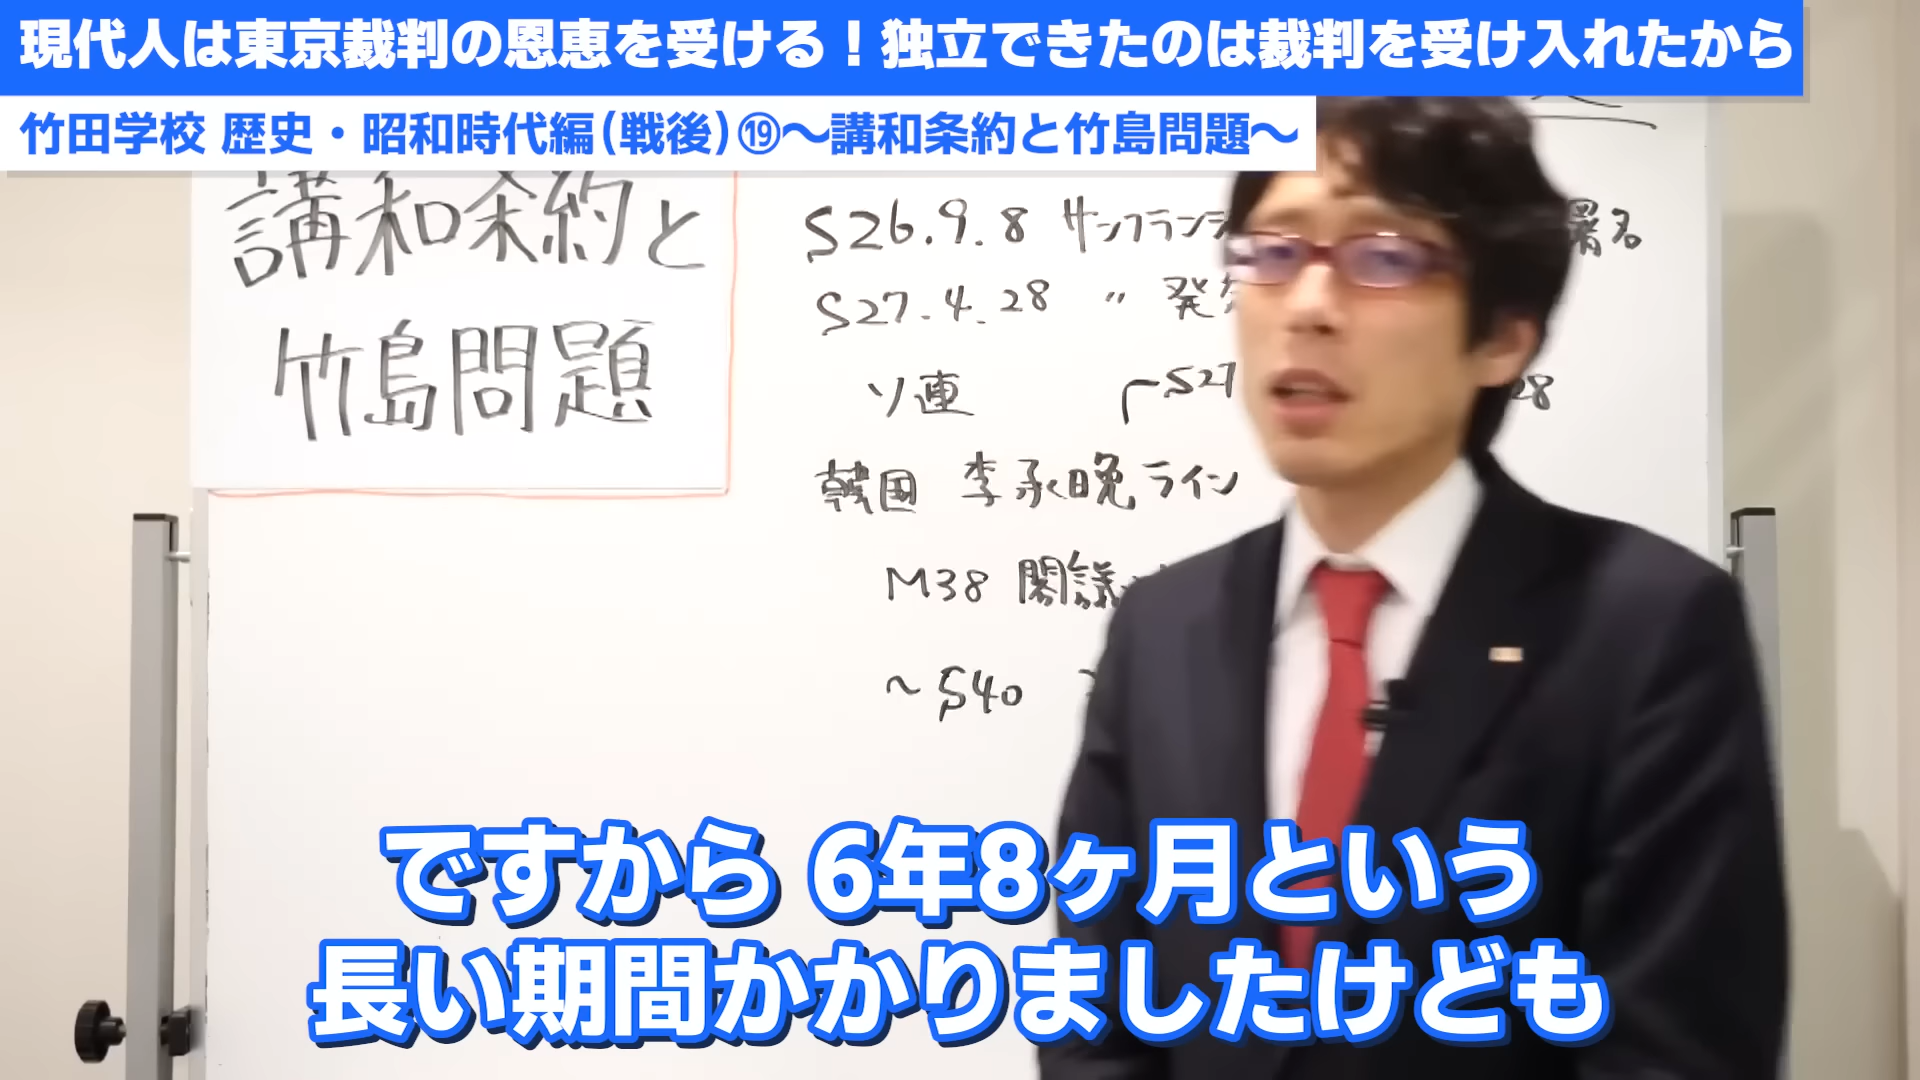 現代人は東京裁判の恩恵を受ける！独立できたのは裁判を受け入れたから
竹田学校 歴史・昭和時代編(戦後)⑲～講和条約と竹島問題～
講和条約と
竹島問題
S26.9.8 サンフランシ 署名
S27.4.28 〃 発
ソ連 S27 28
韓国 李承晩ライン
M38 閣議
～S40
ですから 6年8ヶ月という
長い期間かかりましたけども